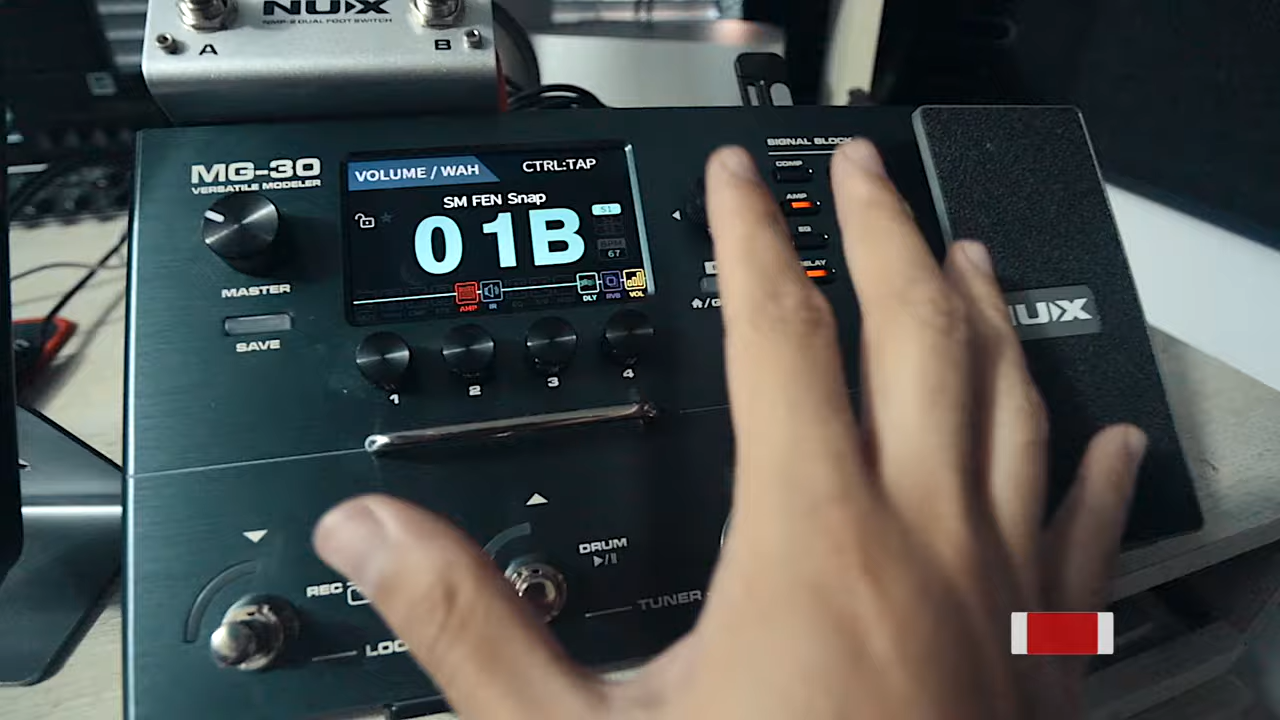 NUX
NMP-2 DUAL FOOT SWITCH
A
B
MG-30
VERSATILE MODELER
VOLUME / WAH
CTRL:TAP
SM FEN Snap
01B
S1
BPM
67
AMP
IR
DLY
RVB
VOL
MASTER
SAVE
1
2
3
4
SIGNAL BLOCK
COMP
AMP
EQ
DELAY
NUX
DRUM
REC
TUNER